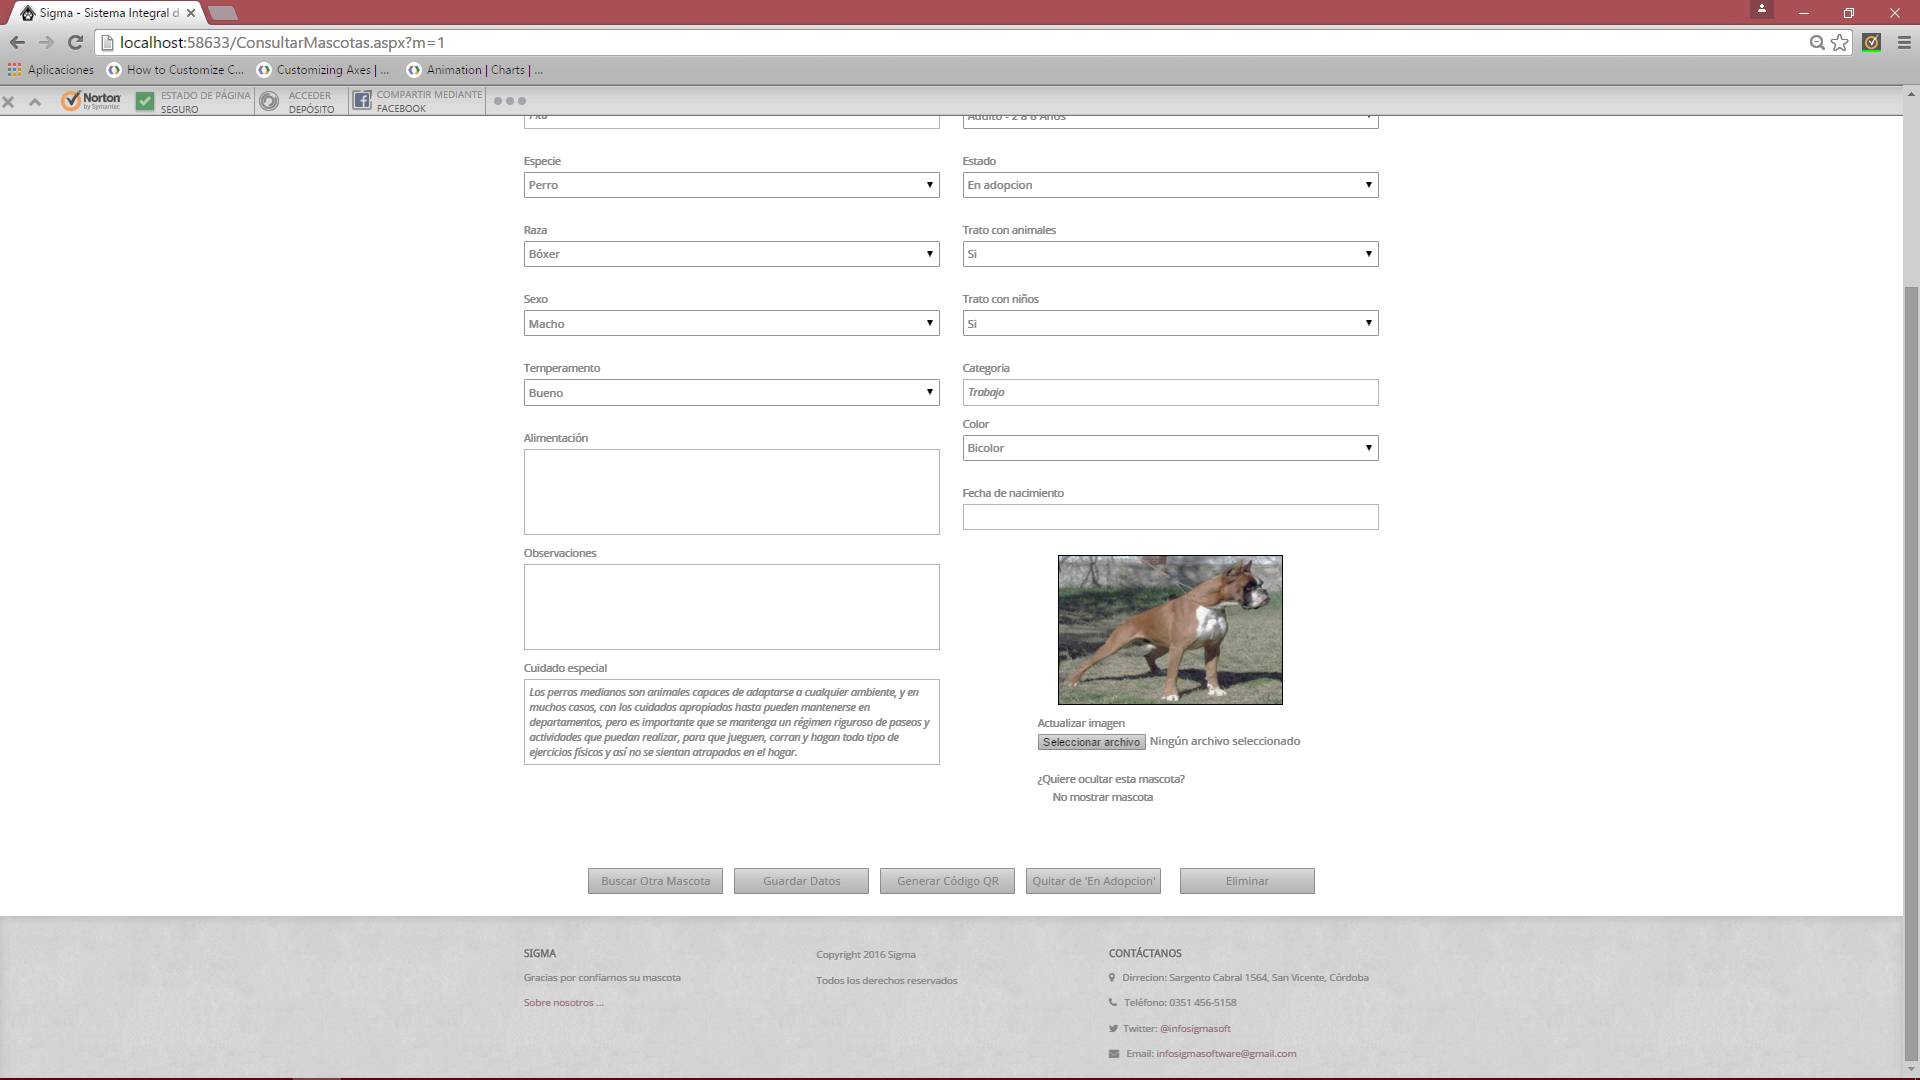 Sigma - Sistema Integral d
localhost:58633/ConsultarMascotas.aspx?m=1
Aplicaciones
How to Customize C...
Customizing Axes | ...
Animation | Charts | ...
Norton
by Symantec
ESTADO DE PÁGINA
SEGURO
ACCEDER
DEPÓSITO
COMPARTIR MEDIANTE
FACEBOOK
Adulto - 2 a 8 Años
Especie
Perro
Estado
En adopcion
Raza
Bóxer
Trato con animales
Si
Sexo
Macho
Trato con niños
Si
Temperamento
Bueno
Categoria
Trabajo
Color
Bicolor
Alimentación
Fecha de nacimiento
Observaciones
Cuidado especial
Los perros medianos son animales capaces de adaptarse a cualquier ambiente, y en
muchos casos, con los cuidados apropiados hasta pueden mantenerse en
departamentos, pero es importante que se mantenga un régimen riguroso de paseos y
actividades que puedan realizar, para que jueguen, corran y hagan todo tipo de
ejercicios físicos y así no se sientan atrapados en el hogar.
Actualizar imagen
Seleccionar archivo Ningún archivo seleccionado
¿Quiere ocultar esta mascota?
No mostrar mascota
Buscar Otra Mascota
Guardar Datos
Generar Código QR
Quitar de 'En Adopcion'
Eliminar
SIGMA
Gracias por confiarnos su mascota
Sobre nosotros ...
Copyright 2016 Sigma
Todos los derechos reservados
CONTÁCTANOS
Dirrecion: Sargento Cabral 1564, San Vicente, Córdoba
Teléfono: 0351 456-5158
Twitter: @infosigmasoft
Email: infosigmasoftware@gmail.com